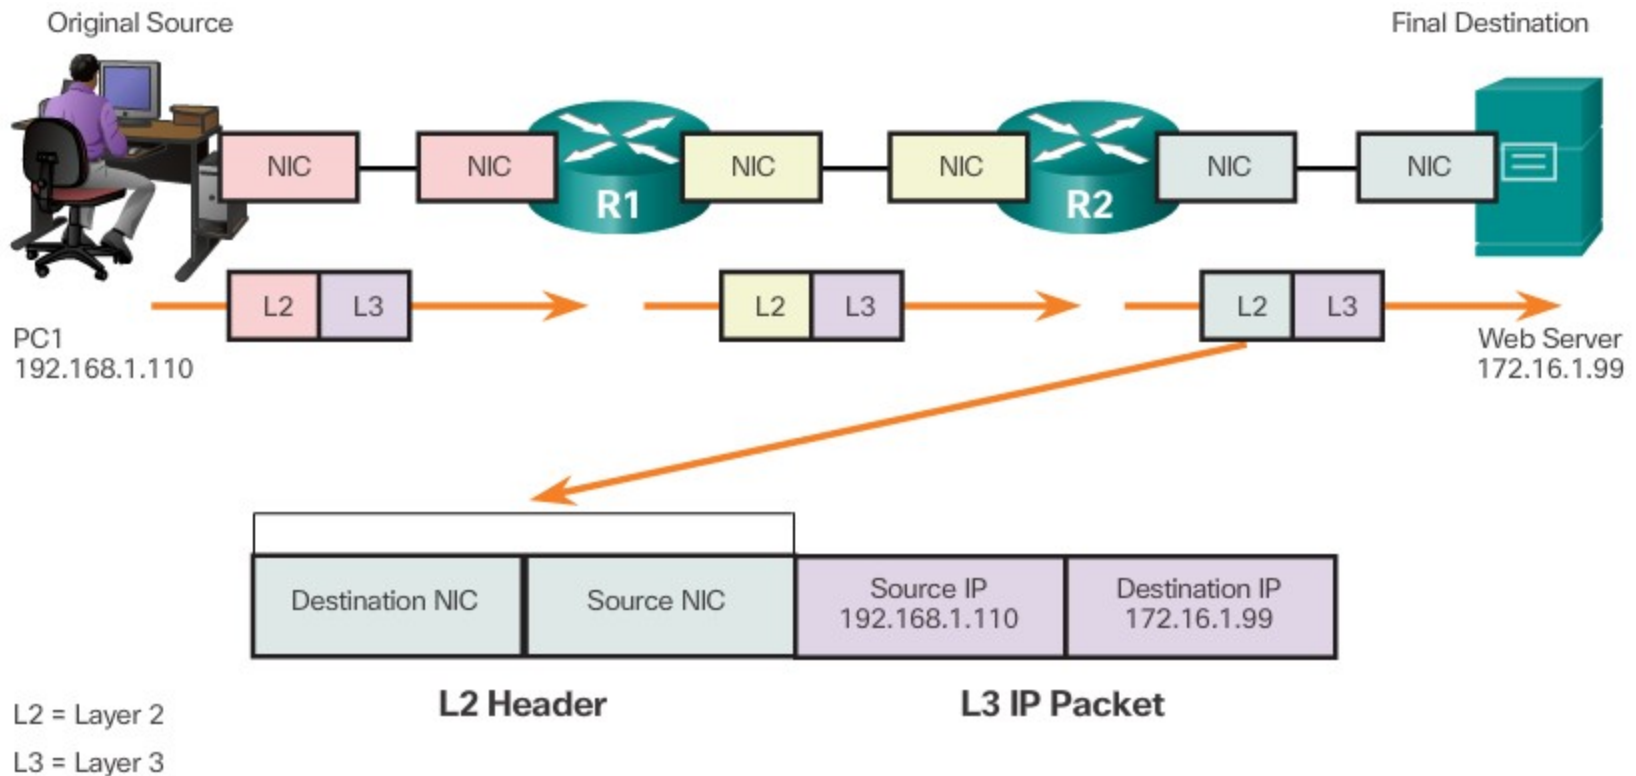 Original Source
Final Destination
NIC
NIC
NIC
NIC
NIC
NIC
R1
R2
L2
L3
L2
L3
L2
L3
PC1
192.168.1.110
Web Server
172.16.1.99
Destination NIC
Source NIC
Source IP
192.168.1.110
Destination IP
172.16.1.99
L2 Header
L3 IP Packet
L2 = Layer 2
L3 = Layer 3